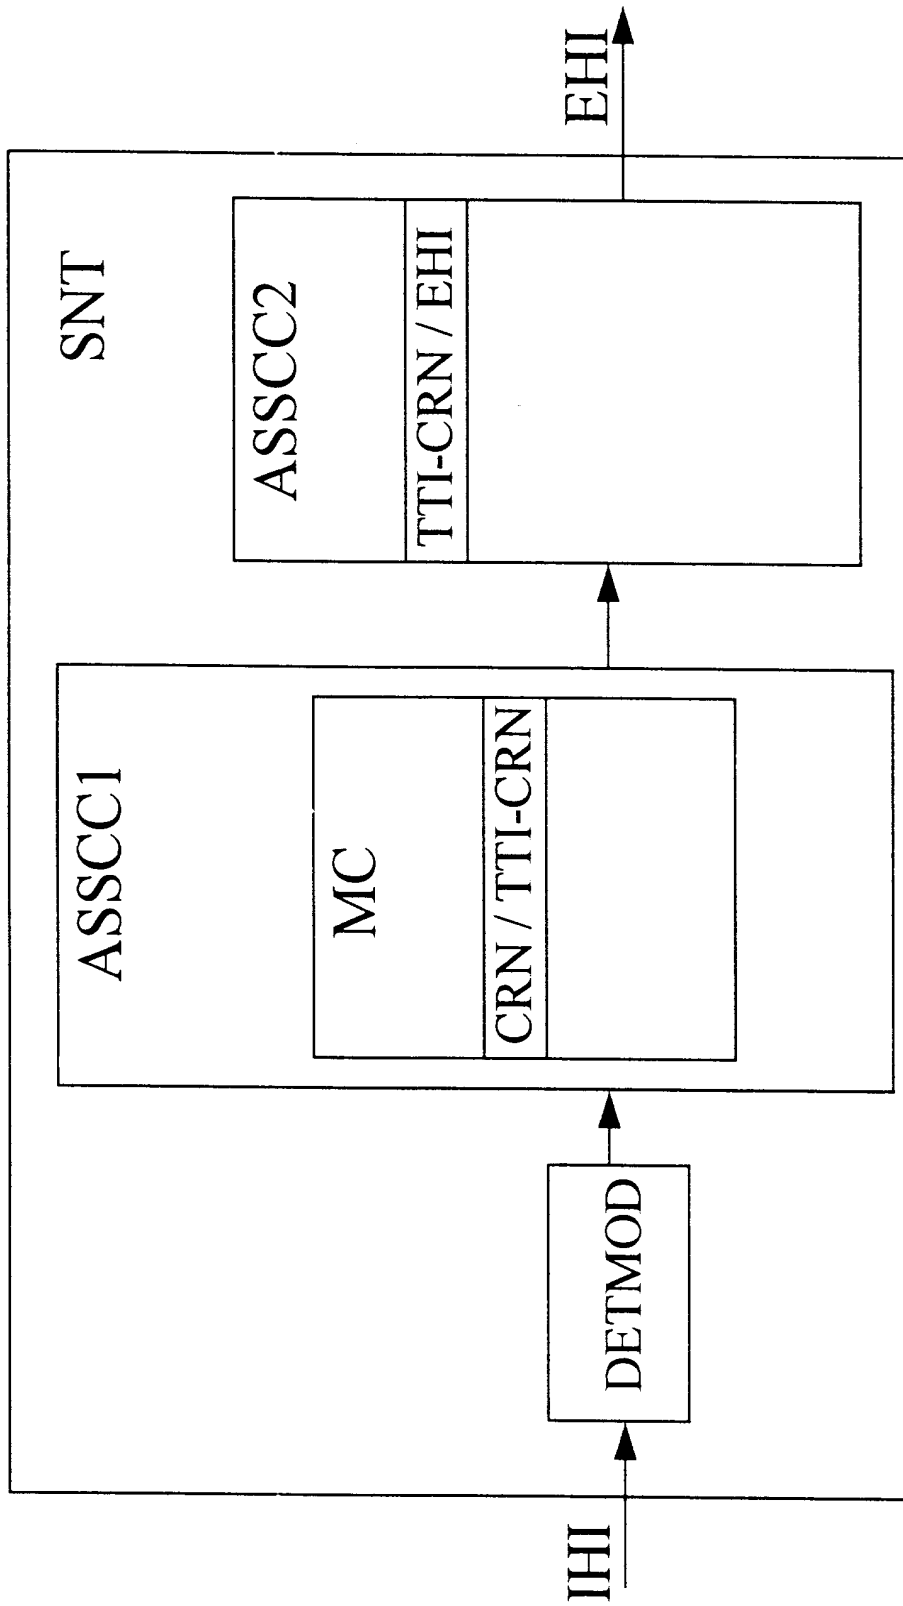 SNT
ASSCC1
ASSCC2
MC
TTI-CRN / EHI
CRN / TTI-CRN
DETMOD
IHI
EHI